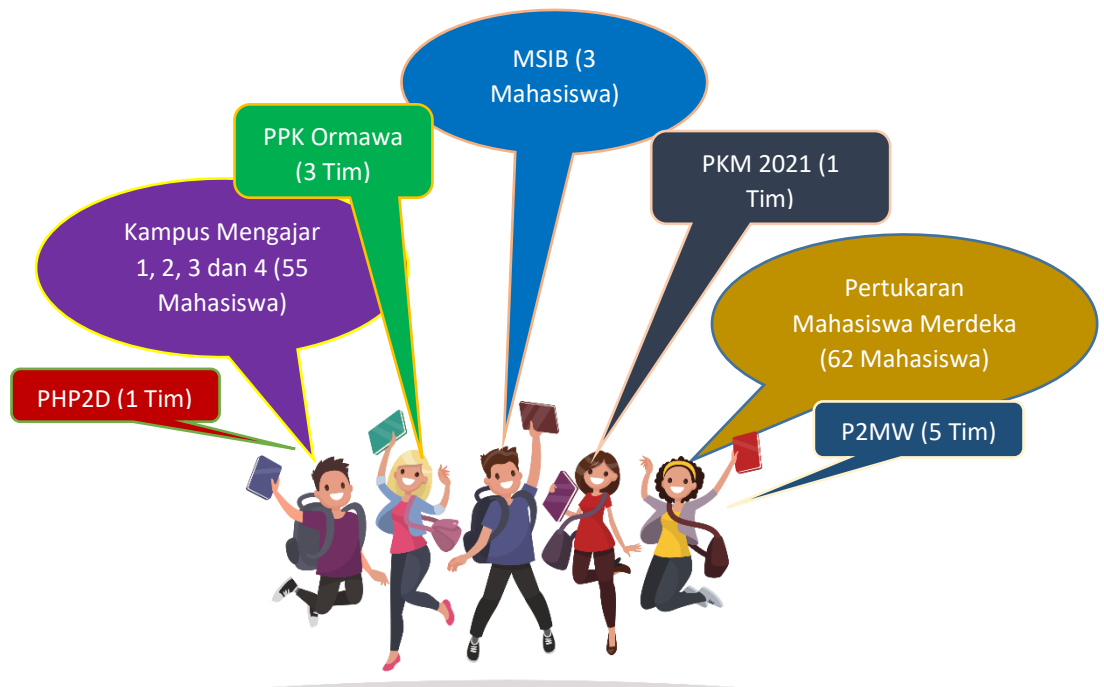 MSIB (3
Mahasiswa)
PPK Ormawa
(3 Tim)
PKM 2021 (1
Tim)
Kampus Mengajar
1, 2, 3 dan 4 (55
Mahasiswa)
Pertukaran
Mahasiswa Merdeka
(62 Mahasiswa)
PHP2D (1 Tim)
P2MW (5 Tim)